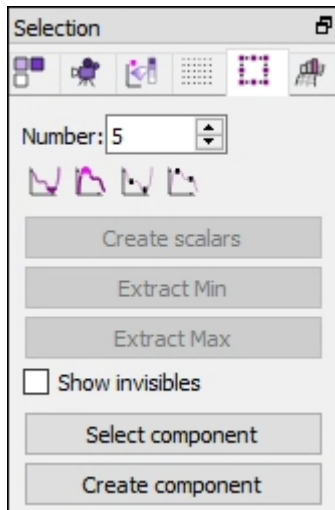 Selection
Number: 5
Create scalars
Extract Min
Extract Max
Show invisibles
Select component
Create component